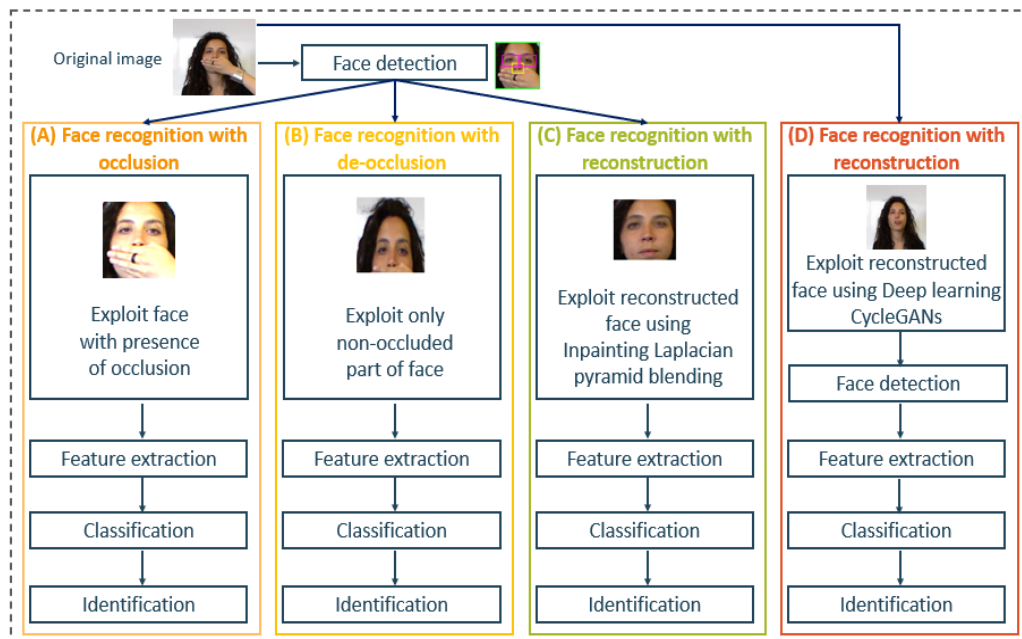 Original image
Face detection
(A) Face recognition with
occlusion
Exploit face
with presence
of occlusion
Feature extraction
Classification
Identification
(B) Face recognition with
de-occlusion
Exploit only
non-occluded
part of face
Feature extraction
Classification
Identification
(C) Face recognition with
reconstruction
Exploit reconstructed
face using
Inpainting Laplacian
pyramid blending
Feature extraction
Classification
Identification
(D) Face recognition with
reconstruction
Exploit reconstructed
face using Deep learning
CycleGANs
Face detection
Feature extraction
Classification
Identification